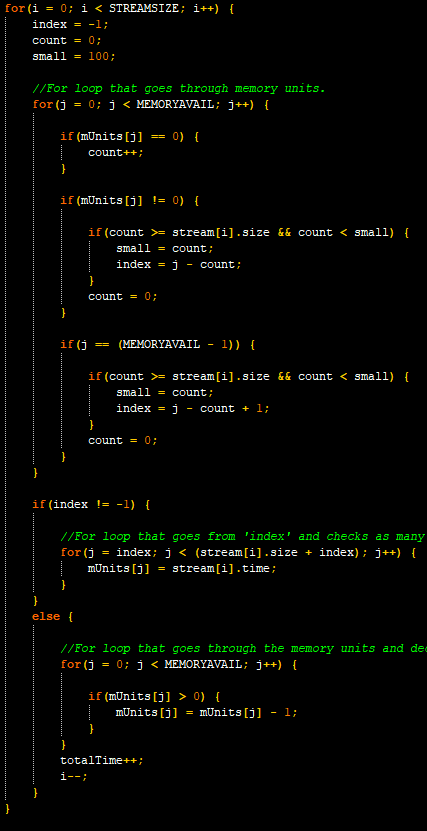 for(i = 0; i < STREAMSIZE; i++) {
index = -1;
count = 0;
small = 100;
//For loop that goes through memory units.
for(j = 0; j < MEMORYAVAIL; j++) {
if(mUnits[j] == 0) {
count++;
}
if(mUnits[j] != 0) {
if(count >= stream[i].size && count < small) {
small = count;
index = j - count;
}
count = 0;
}
if(j == (MEMORYAVAIL - 1)) {
if(count >= stream[i].size && count < small) {
small = count;
index = j - count + 1;
}
count = 0;
}
}
if(index != -1) {
//For loop that goes from 'index' and checks as many
for(j = index; j < (stream[i].size + index); j++) {
mUnits[j] = stream[i].time;
}
}
else {
//For loop that goes through the memory units and dec
for(j = 0; j < MEMORYAVAIL; j++) {
if(mUnits[j] > 0) {
mUnits[j] = mUnits[j] - 1;
}
}
totalTime++;
i--;
}
}